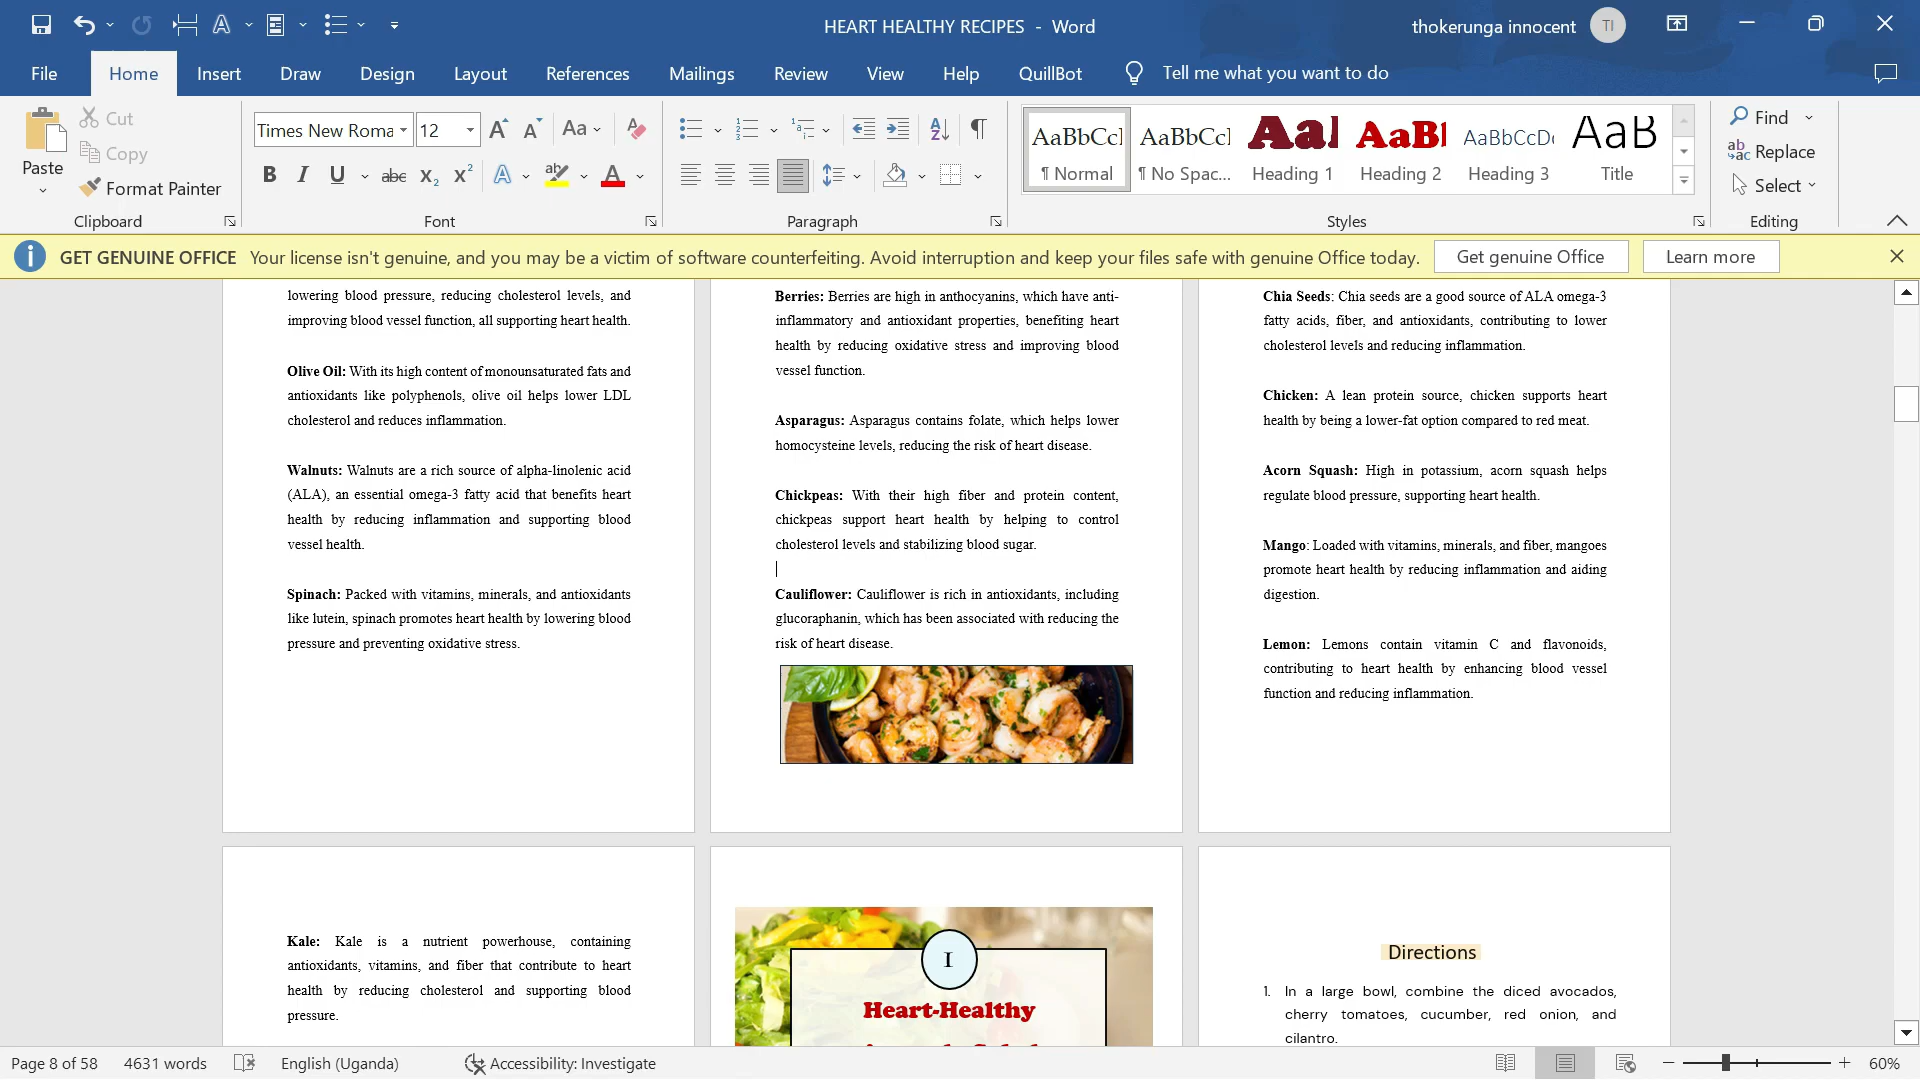 HEART HEALTHY RECIPES - Word
thokerunga innocent TI
File Home Insert Draw Design Layout References Mailings Review View Help QuillBot Tell me what you want to do
Paste
Cut
Copy
Format Painter
Clipboard
Times New Roma 12
Aa
B I U abc X₂ X² A ab A
Font
Paragraph
AaBbCcI ¶ Normal
AaBbCcI ¶ No Spac...
AaI Heading 1
AaBl Heading 2
AaBbCcDc Heading 3
AaB Title
Styles
Find
Replace
Select
Editing
GET GENUINE OFFICE Your license isn't genuine, and you may be a victim of software counterfeiting. Avoid interruption and keep your files safe with genuine Office today. Get genuine Office Learn more
lowering blood pressure, reducing cholesterol levels, and
improving blood vessel function, all supporting heart health.
Olive Oil: With its high content of monounsaturated fats and
antioxidants like polyphenols, olive oil helps lower LDL
cholesterol and reduces inflammation.
Walnuts: Walnuts are a rich source of alpha-linolenic acid
(ALA), an essential omega-3 fatty acid that benefits heart
health by reducing inflammation and supporting blood
vessel health.
Spinach: Packed with vitamins, minerals, and antioxidants
like lutein, spinach promotes heart health by lowering blood
pressure and preventing oxidative stress.
Berries: Berries are high in anthocyanins, which have anti-
inflammatory and antioxidant properties, benefiting heart
health by reducing oxidative stress and improving blood
vessel function.
Asparagus: Asparagus contains folate, which helps lower
homocysteine levels, reducing the risk of heart disease.
Chickpeas: With their high fiber and protein content,
chickpeas support heart health by helping to control
cholesterol levels and stabilizing blood sugar.
Cauliflower: Cauliflower is rich in antioxidants, including
glucoraphanin, which has been associated with reducing the
risk of heart disease.
Chia Seeds: Chia seeds are a good source of ALA omega-3
fatty acids, fiber, and antioxidants, contributing to lower
cholesterol levels and reducing inflammation.
Chicken: A lean protein source, chicken supports heart
health by being a lower-fat option compared to red meat.
Acorn Squash: High in potassium, acorn squash helps
regulate blood pressure, supporting heart health.
Mango: Loaded with vitamins, minerals, and fiber, mangoes
promote heart health by reducing inflammation and aiding
digestion.
Lemon: Lemons contain vitamin C and flavonoids,
contributing to heart health by enhancing blood vessel
function and reducing inflammation.
Kale: Kale is a nutrient powerhouse, containing
antioxidants, vitamins, and fiber that contribute to heart
health by reducing cholesterol and supporting blood
pressure.
Heart-Healthy
Directions
1. In a large bowl, combine the diced avocados,
cherry tomatoes, cucumber, red onion, and
cilantro.
Page 8 of 58 4631 words English (Uganda) Accessibility: Investigate 60%